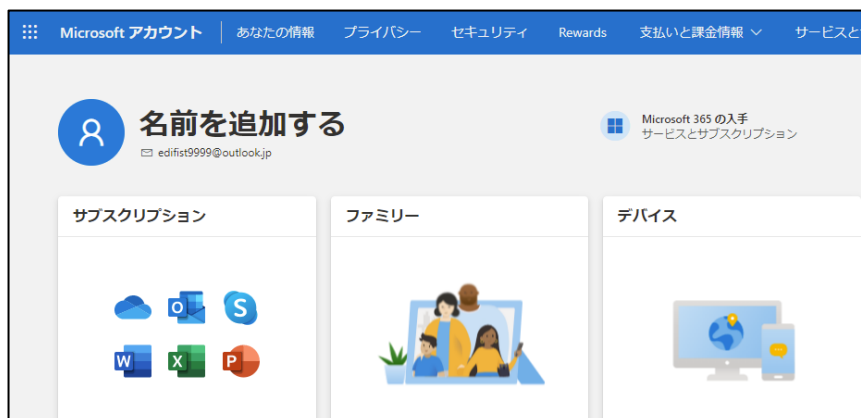 Microsoft アカウント あなたの情報 プライバシー セキュリティ Rewards 支払いと課金情報 サービスと
名前を追加する
edifist9999@outlook.jp
Microsoft 365 の入手
サービスとサブスクリプション
サブスクリプション ファミリー デバイス
O S
W X P